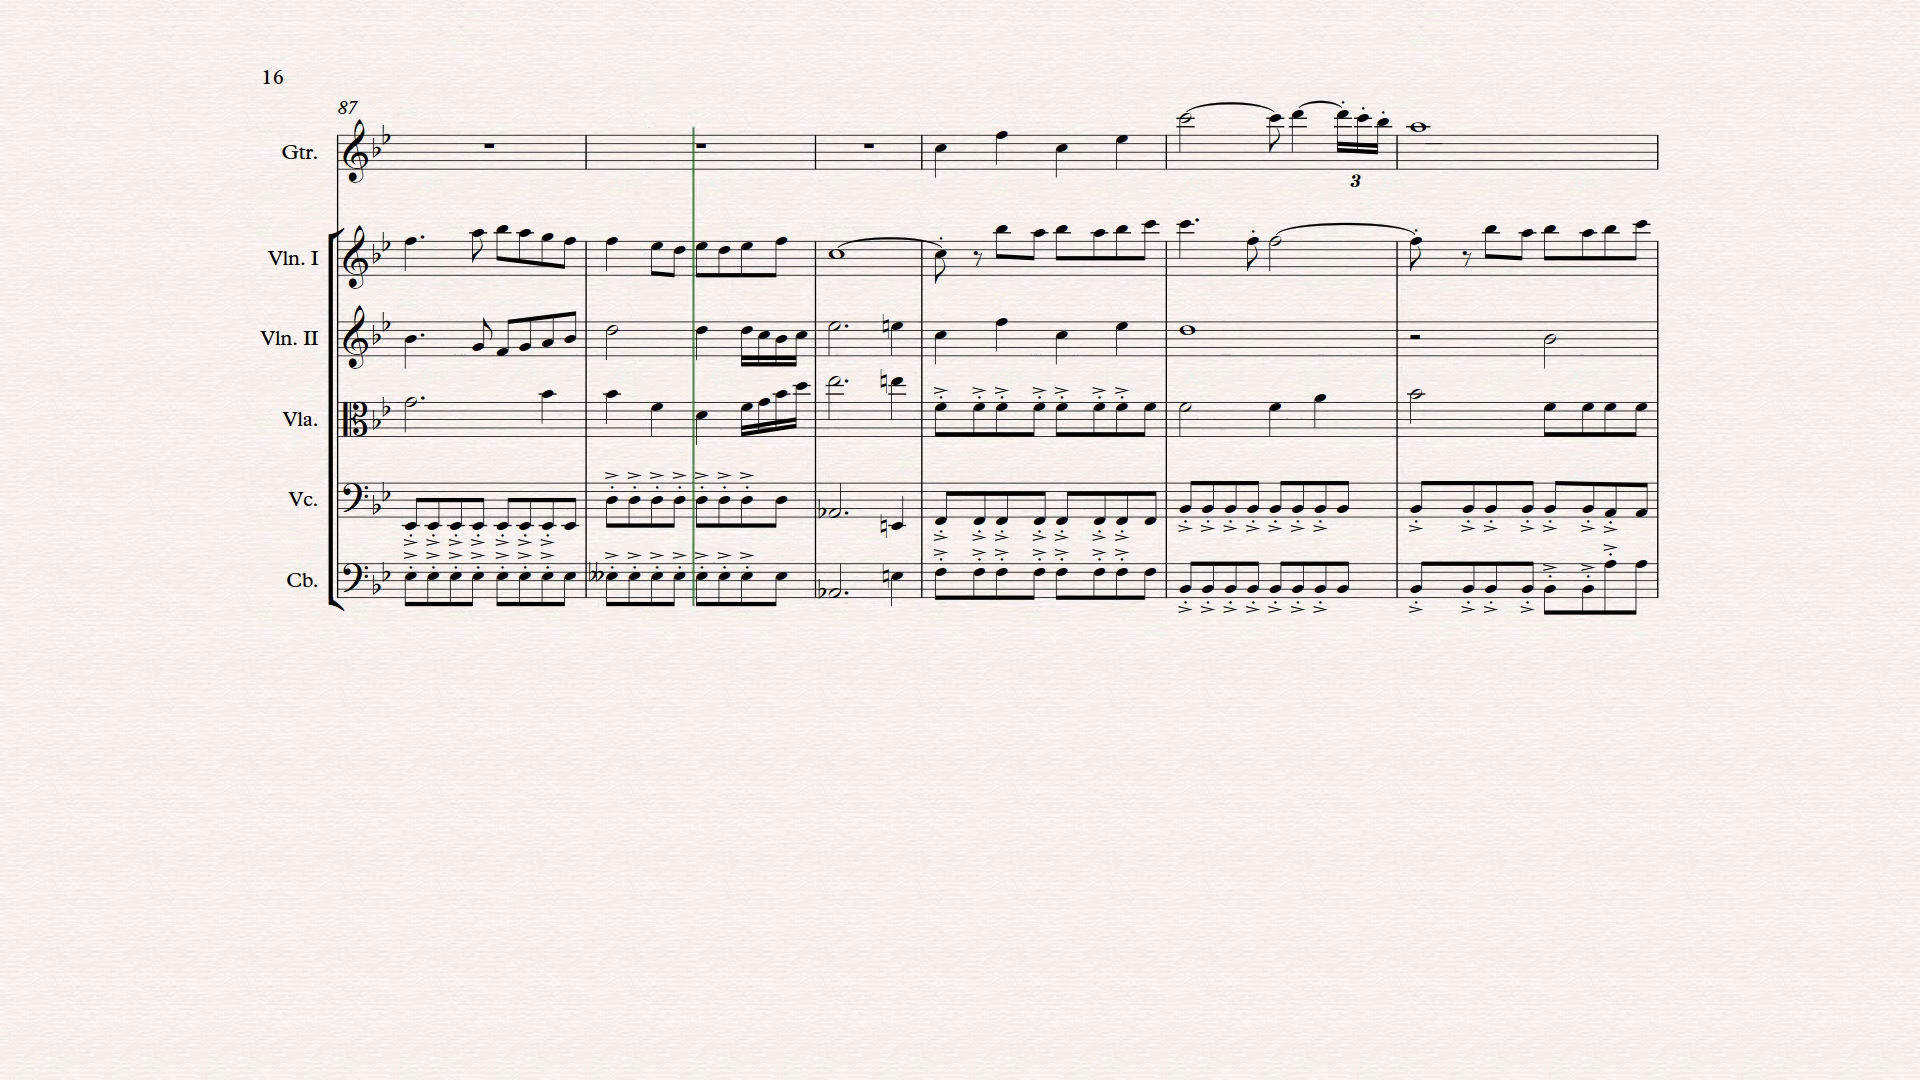 16
87
Gtr.
3
Vln. I
Vln. II
Vla.
Vc.
Cb.